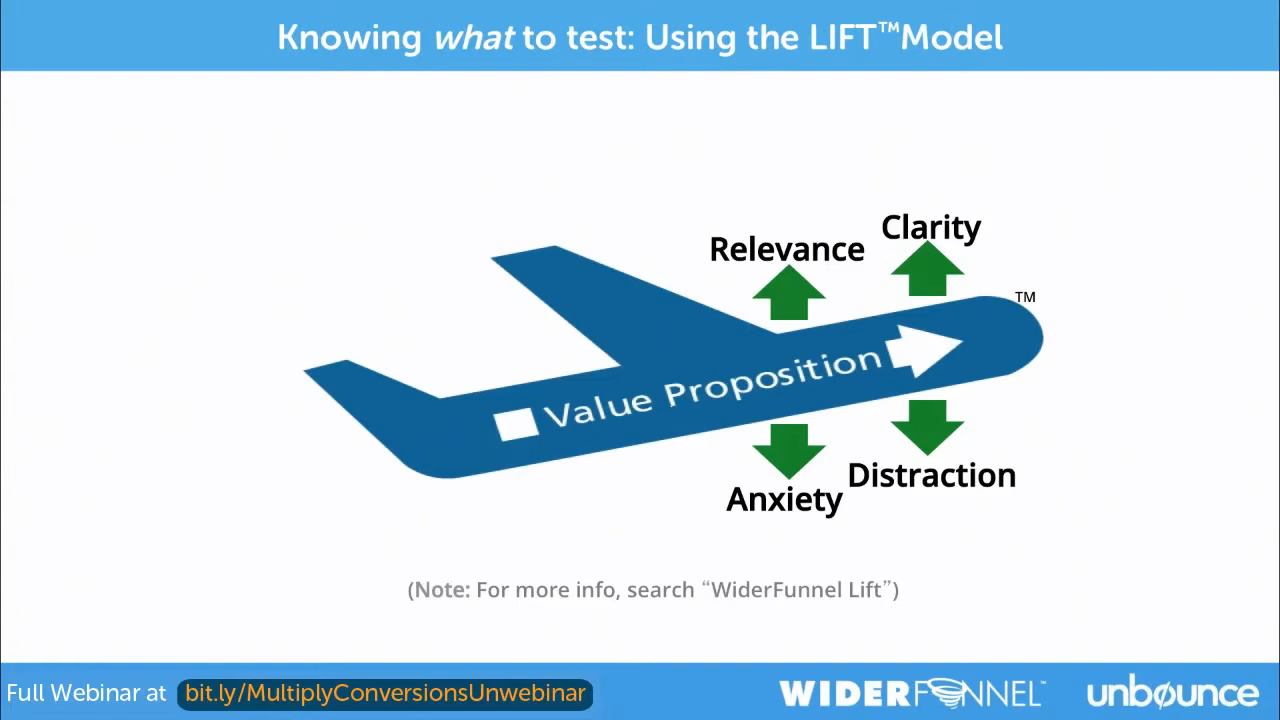 Knowing what to test: Using the LIFT™Model
Clarity
Relevance
TM
Value Proposition
Distraction
Anxiety
(Note: For more info, search “WiderFunnel Lift”)
Full Webinar at bit.ly/MultiplyConversionsUnwebinar
WIDERFUNNEL™
unbounce